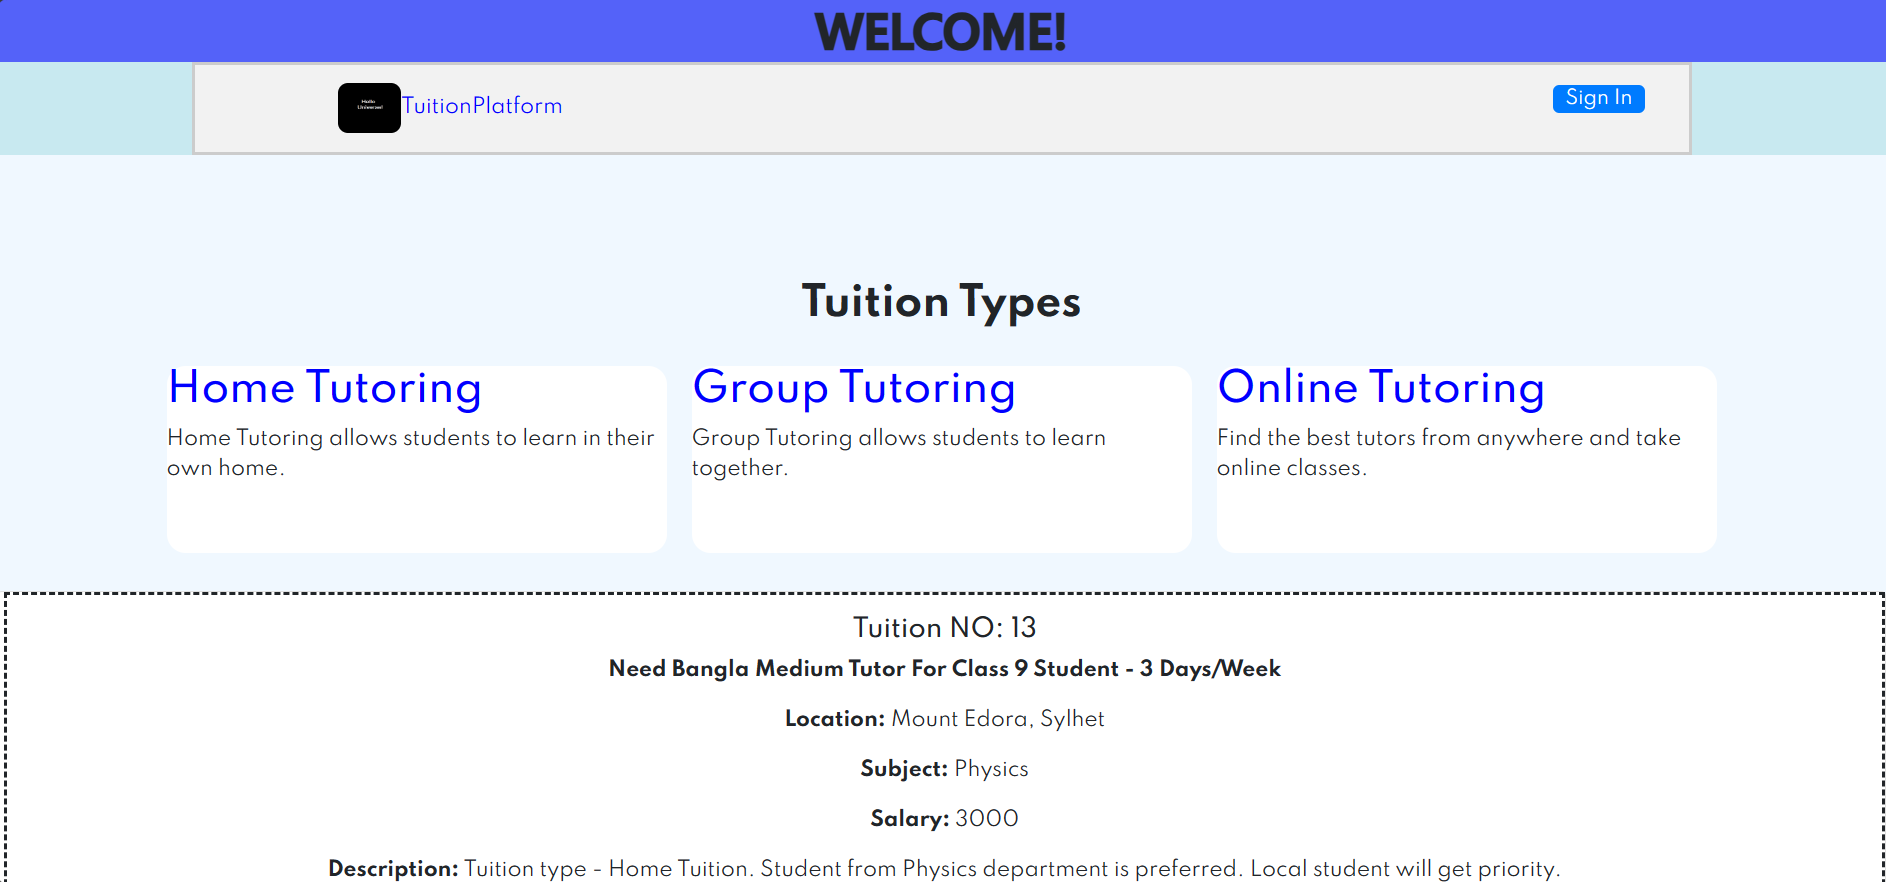 WELCOME!
Hello
Universe!
TuitionPlatform
Sign In
Tuition Types
Home Tutoring
Home Tutoring allows students to learn in their
own home.
Group Tutoring
Group Tutoring allows students to learn
together.
Online Tutoring
Find the best tutors from anywhere and take
online classes.
Tuition NO: 13
Need Bangla Medium Tutor For Class 9 Student - 3 Days/Week
Location: Mount Edora, Sylhet
Subject: Physics
Salary: 3000
Description: Tuition type - Home Tuition. Student from Physics department is preferred. Local student will get priority.